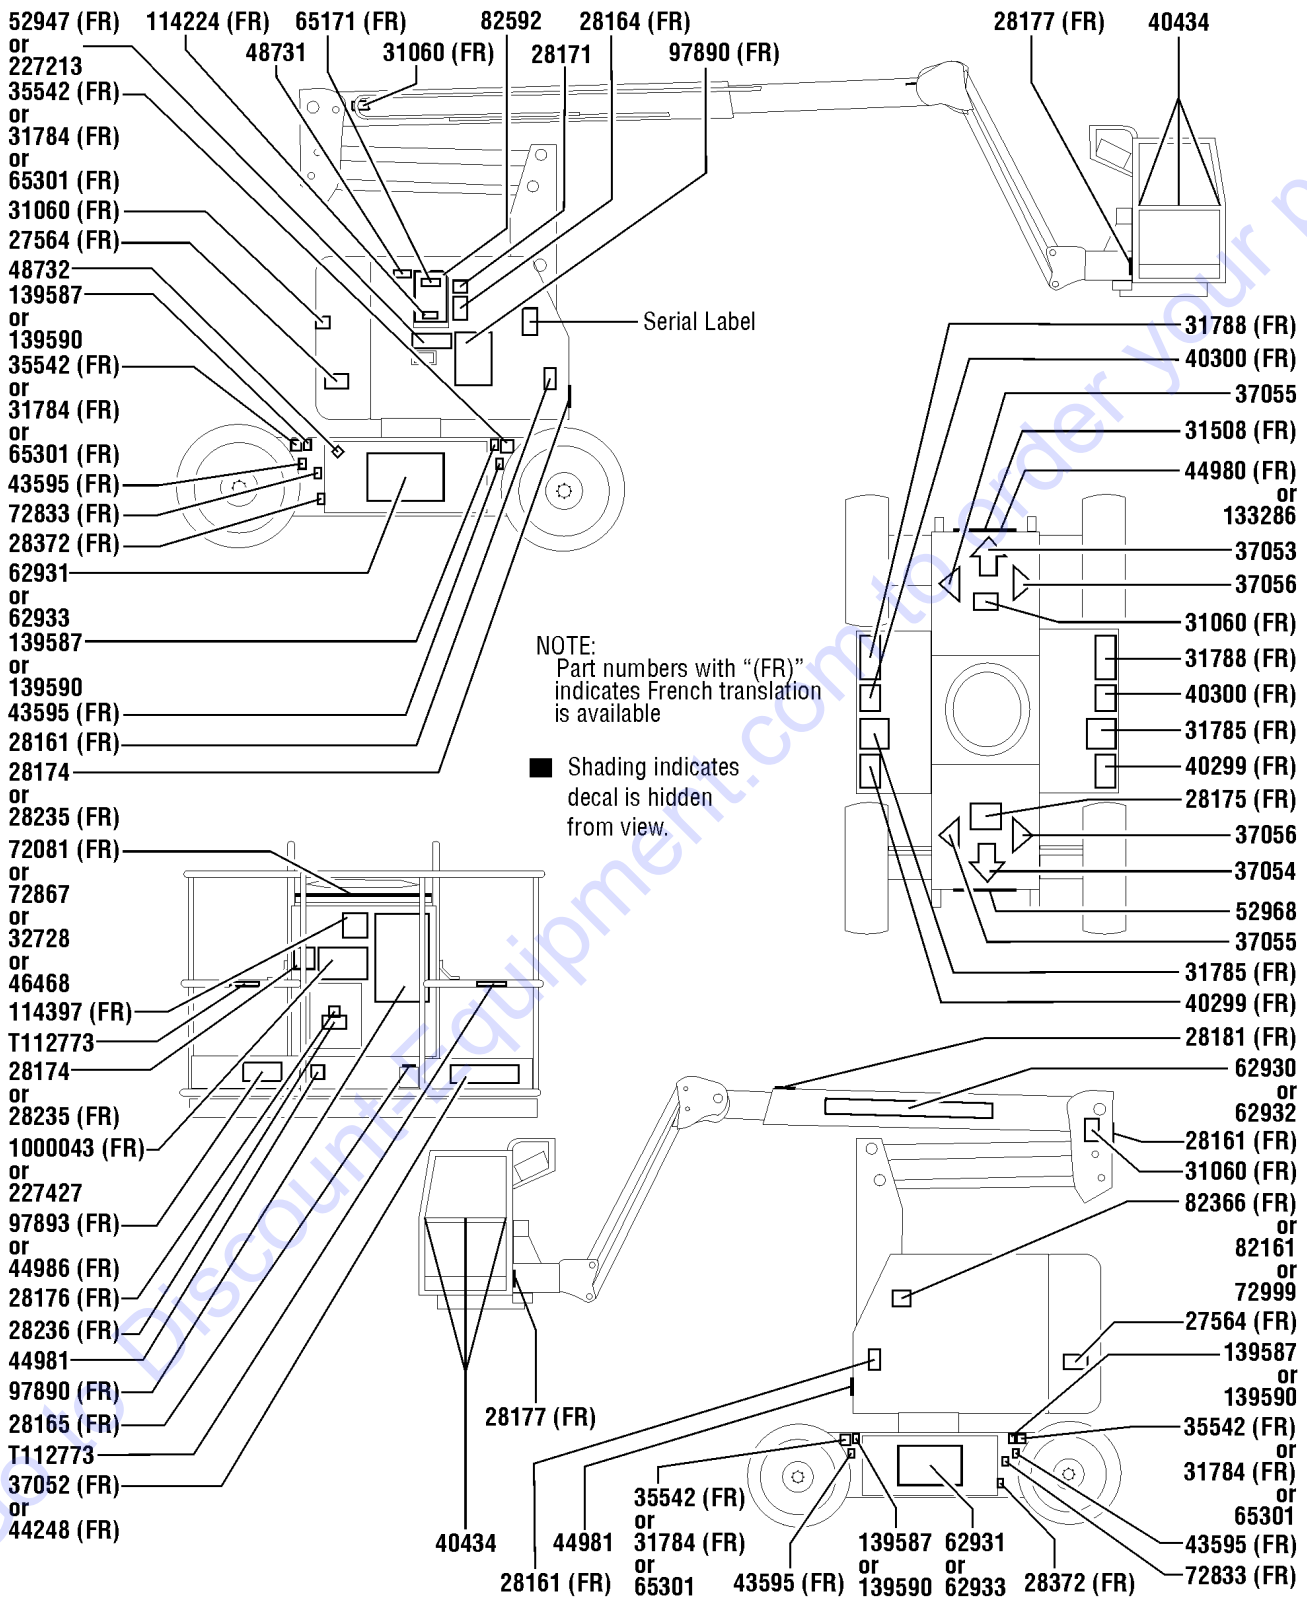 52947 (FR)
or
227213
35542 (FR)
or
31784 (FR)
or
65301 (FR)
31060 (FR)
27564 (FR)
48732
139587
or
139590
35542 (FR)
or
31784 (FR)
or
65301 (FR)
43595 (FR)
72833 (FR)
28372 (FR)
62931
or
62933
139587
or
139590
43595 (FR)
28161 (FR)
28174
or
28235 (FR)
72081 (FR)
or
72867
or
32728
or
46468
114397 (FR)
T112773
28174
or
28235 (FR)
1000043 (FR)
or
227427
97893 (FR)
or
44986 (FR)
28176 (FR)
28236 (FR)
44981
97890 (FR)
28165 (FR)
T112773
37052 (FR)
or
44248 (FR)
114224 (FR)
65171 (FR)
82592
28164 (FR)
48731
31060 (FR)
28171
97890 (FR)
28177 (FR)
40434
Serial Label
NOTE:
Part numbers with “(FR)”
indicates French translation
is available
Shading indicates
decal is hidden
from view.
31788 (FR)
40300 (FR)
37055
31508 (FR)
44980 (FR)
or
133286
37053
37056
31060 (FR)
31788 (FR)
40300 (FR)
31785 (FR)
40299 (FR)
28175 (FR)
37056
37054
52968
37055
31785 (FR)
40299 (FR)
28181 (FR)
62930
or
62932
28161 (FR)
31060 (FR)
82366 (FR)
or
82161
or
72999
27564 (FR)
139587
or
139590
35542 (FR)
or
31784 (FR)
or
65301
43595 (FR)
72833 (FR)
28177 (FR)
40434
44981
28161 (FR)
35542 (FR)
or
31784 (FR)
or
65301
43595 (FR)
139587
or
139590
62931
or
62933
28372 (FR)
to Discount-Equipment.com to order your p